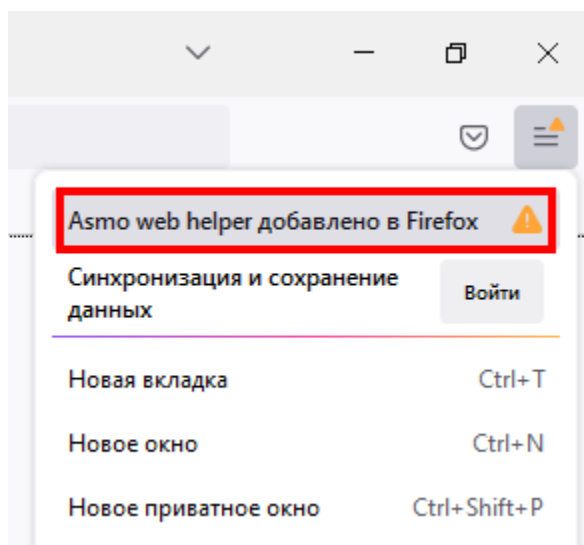 Asmo web helper добавлено в Firefox
Синхронизация и сохранение
данных
Войти
Новая вкладка Ctrl+T
Новое окно Ctrl+N
Новое приватное окно Ctrl+Shift+P